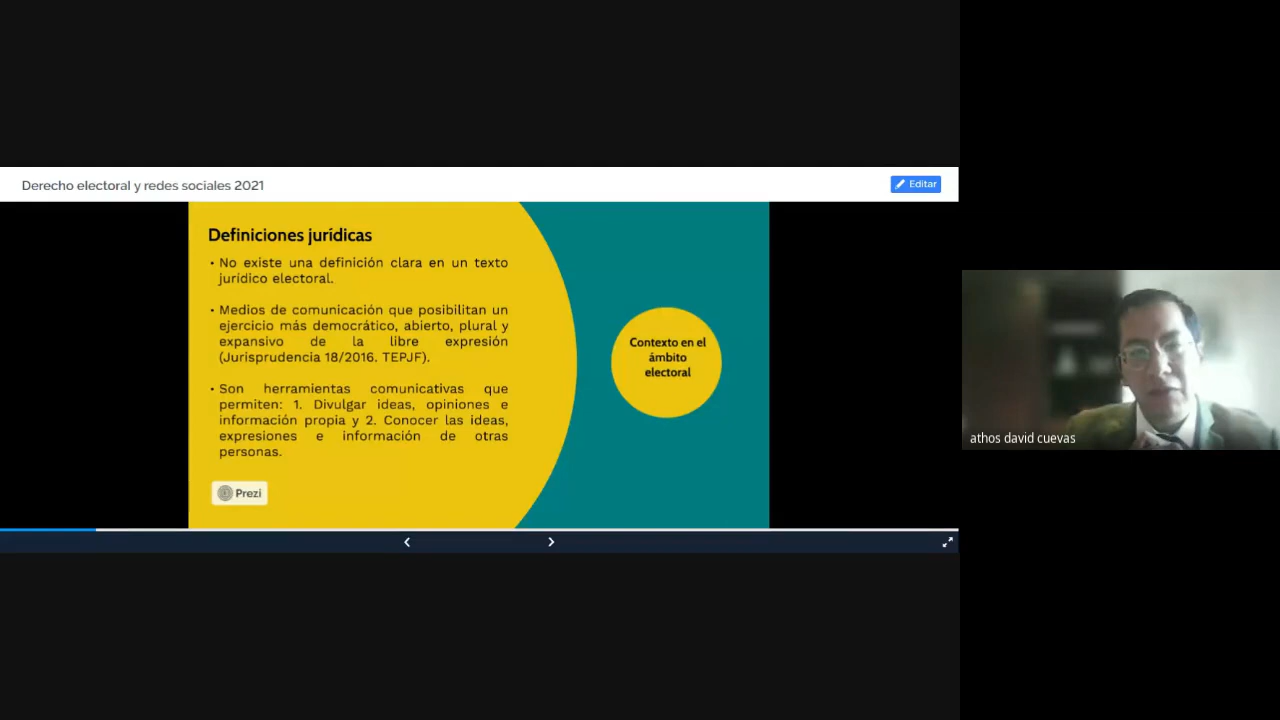 Derecho electoral y redes sociales 2021
Editar
Definiciones jurídicas
• No existe una definición clara en un texto
jurídico electoral.
• Medios de comunicación que posibilitan un
ejercicio más democrático, abierto, plural y
expansivo de la libre expresión
(Jurisprudencia 18/2016. TEPJF).
• Son herramientas comunicativas que
permiten: 1. Divulgar ideas, opiniones e
información propia y 2. Conocer las ideas,
expresiones e información de otras
personas.
Prezi
Contexto en el
ámbito
electoral
athos david cuevas